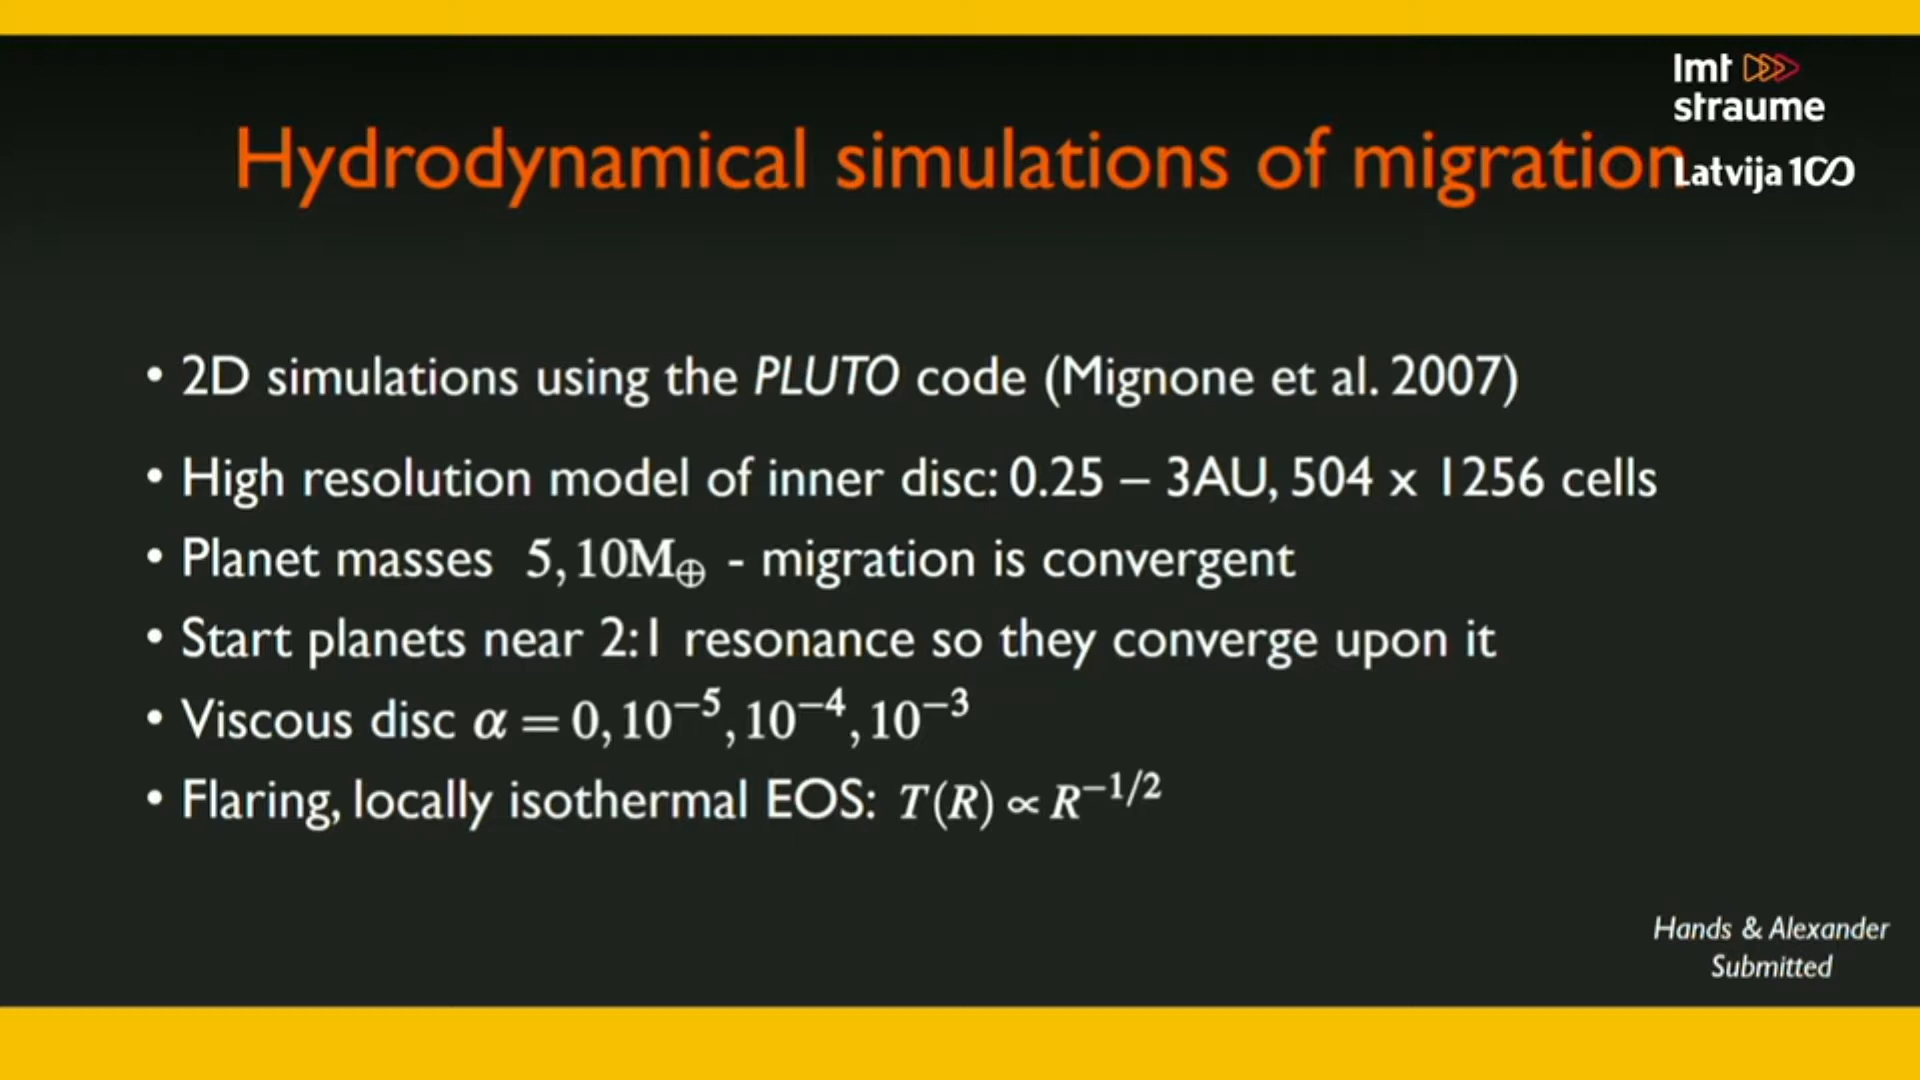 lmt
straume
Latvija 100
Hydrodynamical simulations of migration
• 2D simulations using the PLUTO code (Mignone et al. 2007)
• High resolution model of inner disc: 0.25 – 3AU, 504 x 1256 cells
• Planet masses 5, 10M⊕ - migration is convergent
• Start planets near 2:1 resonance so they converge upon it
• Viscous disc α = 0, 10⁻⁵, 10⁻⁴, 10⁻³
• Flaring, locally isothermal EOS: T(R) ∝ R⁻¹/²
Hands & Alexander
Submitted